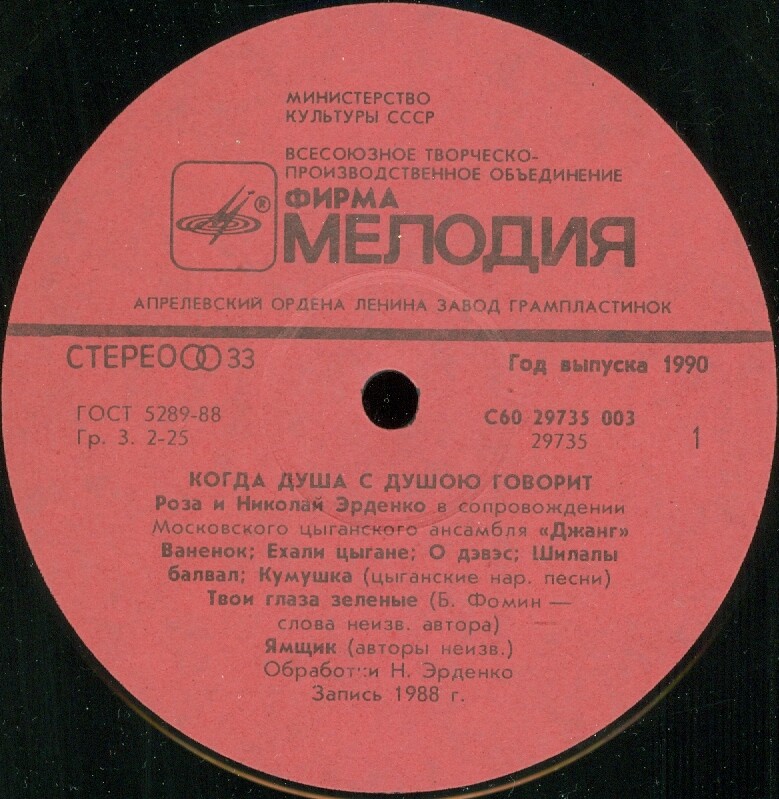 МИНИСТЕРСТВО
КУЛЬТУРЫ СССР
ВСЕСОЮЗНОЕ ТВОРЧЕСКО-
ПРОИЗВОДСТВЕННОЕ ОБЪЕДИНЕНИЕ
ФИРМА
®
МЕЛОДИЯ
АПРЕЛЕВСКИЙ ОРДЕНА ЛЕНИНА ЗАВОД ГРАМПЛАСТИНОК
СТЕРЕО 33
Год выпуска 1990
ГОСТ 5289-88
С60 29735 003
Гр. 3. 2-25
29735
1
КОГДА ДУША С ДУШОЮ ГОВОРИТ
Роза и Николай Эрденко в сопровождении
Московского цыганского ансамбля «Джанг»
Ваненок; Ехали цыгане; О дэвэс; Шилалы
балвал; Кумушка (цыганские нар. песни)
Твои глаза зеленые (Б. Фомин —
слова неизв. автора)
Ямщик (авторы неизв.)
Обработки Н. Эрденко
Запись 1988 г.